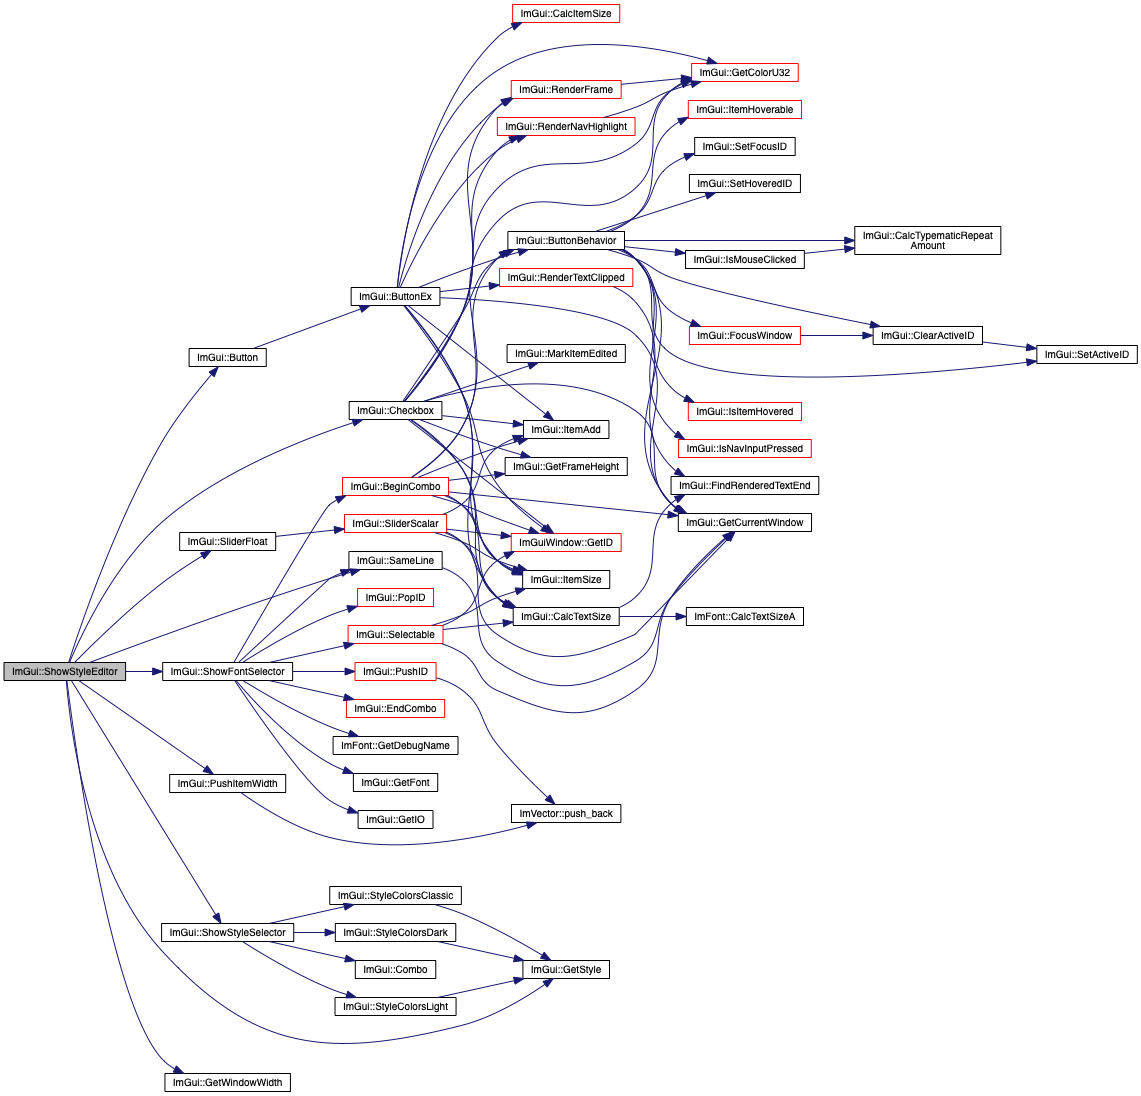 ImGui::CalcItemSize
ImGui::GetColorU32
ImGui::RenderFrame
ImGui::ItemHoverable
ImGui::RenderNavHighlight
ImGui::SetFocusID
ImGui::SetHoveredID
ImGui::ButtonBehavior
ImGui::CalcTypematicRepeat
Amount
ImGui::IsMouseClicked
ImGui::RenderTextClipped
ImGui::ButtonEx
ImGui::FocusWindow
ImGui::ClearActiveID
ImGui::SetActiveID
ImGui::Button
ImGui::MarkItemEdited
ImGui::Checkbox
ImGui::IsItemHovered
ImGui::ItemAdd
ImGui::IsNavInputPressed
ImGui::GetFrameHeight
ImGui::BeginCombo
ImGui::FindRenderedTextEnd
ImGui::SliderScalar
ImGui::GetCurrentWindow
ImGui::SliderFloat
ImGuiWindow::GetID
ImGui::SameLine
ImGui::ItemSize
ImGui::PopID
ImGui::CalcTextSize
ImFont::CalcTextSizeA
ImGui::Selectable
ImGui::ShowStyleEditor
ImGui::ShowFontSelector
ImGui::PushID
ImGui::EndCombo
ImFont::GetDebugName
ImGui::PushItemWidth
ImGui::GetFont
ImGui::GetIO
ImVector::push_back
ImGui::StyleColorsClassic
ImGui::ShowStyleSelector
ImGui::StyleColorsDark
ImGui::Combo
ImGui::GetStyle
ImGui::StyleColorsLight
ImGui::GetWindowWidth